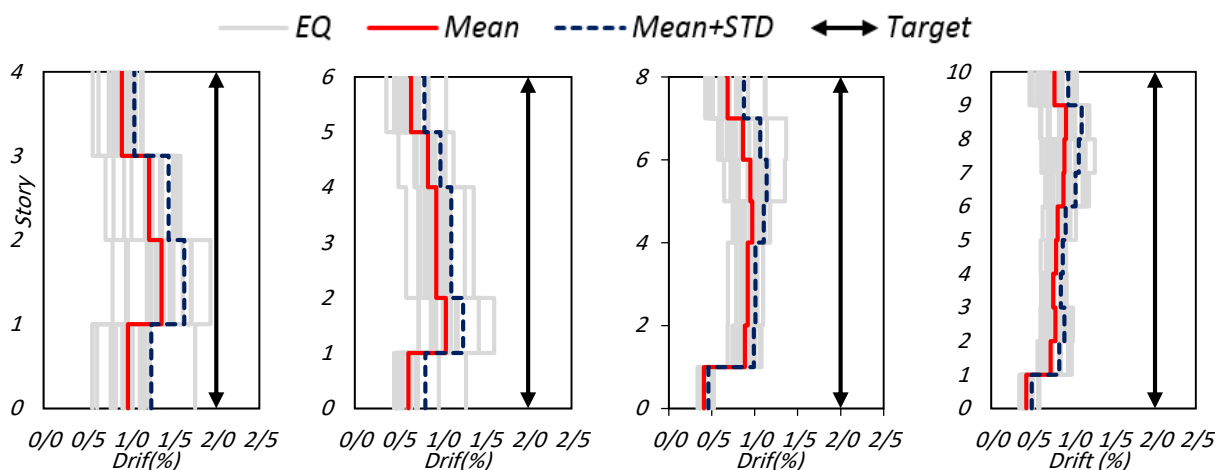 EQ Mean Mean+STD Target
4 3 2 1 0
Story
0/0 0/5 1/0 1/5 2/0 2/5
Drif(%)
6 5 4 3 2 1 0
0/0 0/5 1/0 1/5 2/0 2/5
Drif(%)
8 6 4 2 0
0/0 0/5 1/0 1/5 2/0 2/5
Drif(%)
10 9 8 7 6 5 4 3 2 1 0
0/0 0/5 1/0 1/5 2/0 2/5
Drift (%)